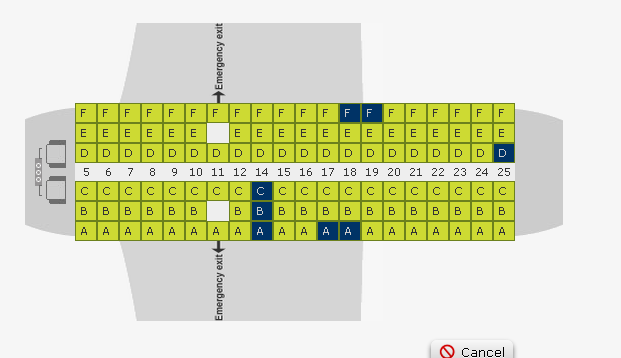 Emergency exit
F F F F F F F F F F F F F F F F F F F F
E E E E E E E E E E E E E E E E E E E
D D D D D D D D D D D D D D D D D D D D
5 6 7 8 9 10 11 12 14 15 16 17 18 19 20 21 22 23 24 25
C C C C C C C C C C C C C C C C C C C C
B B B B B B B B B B B B B B B B B B B
A A A A A A A A A A A A A A A A A A A A
Emergency exit
Cancel